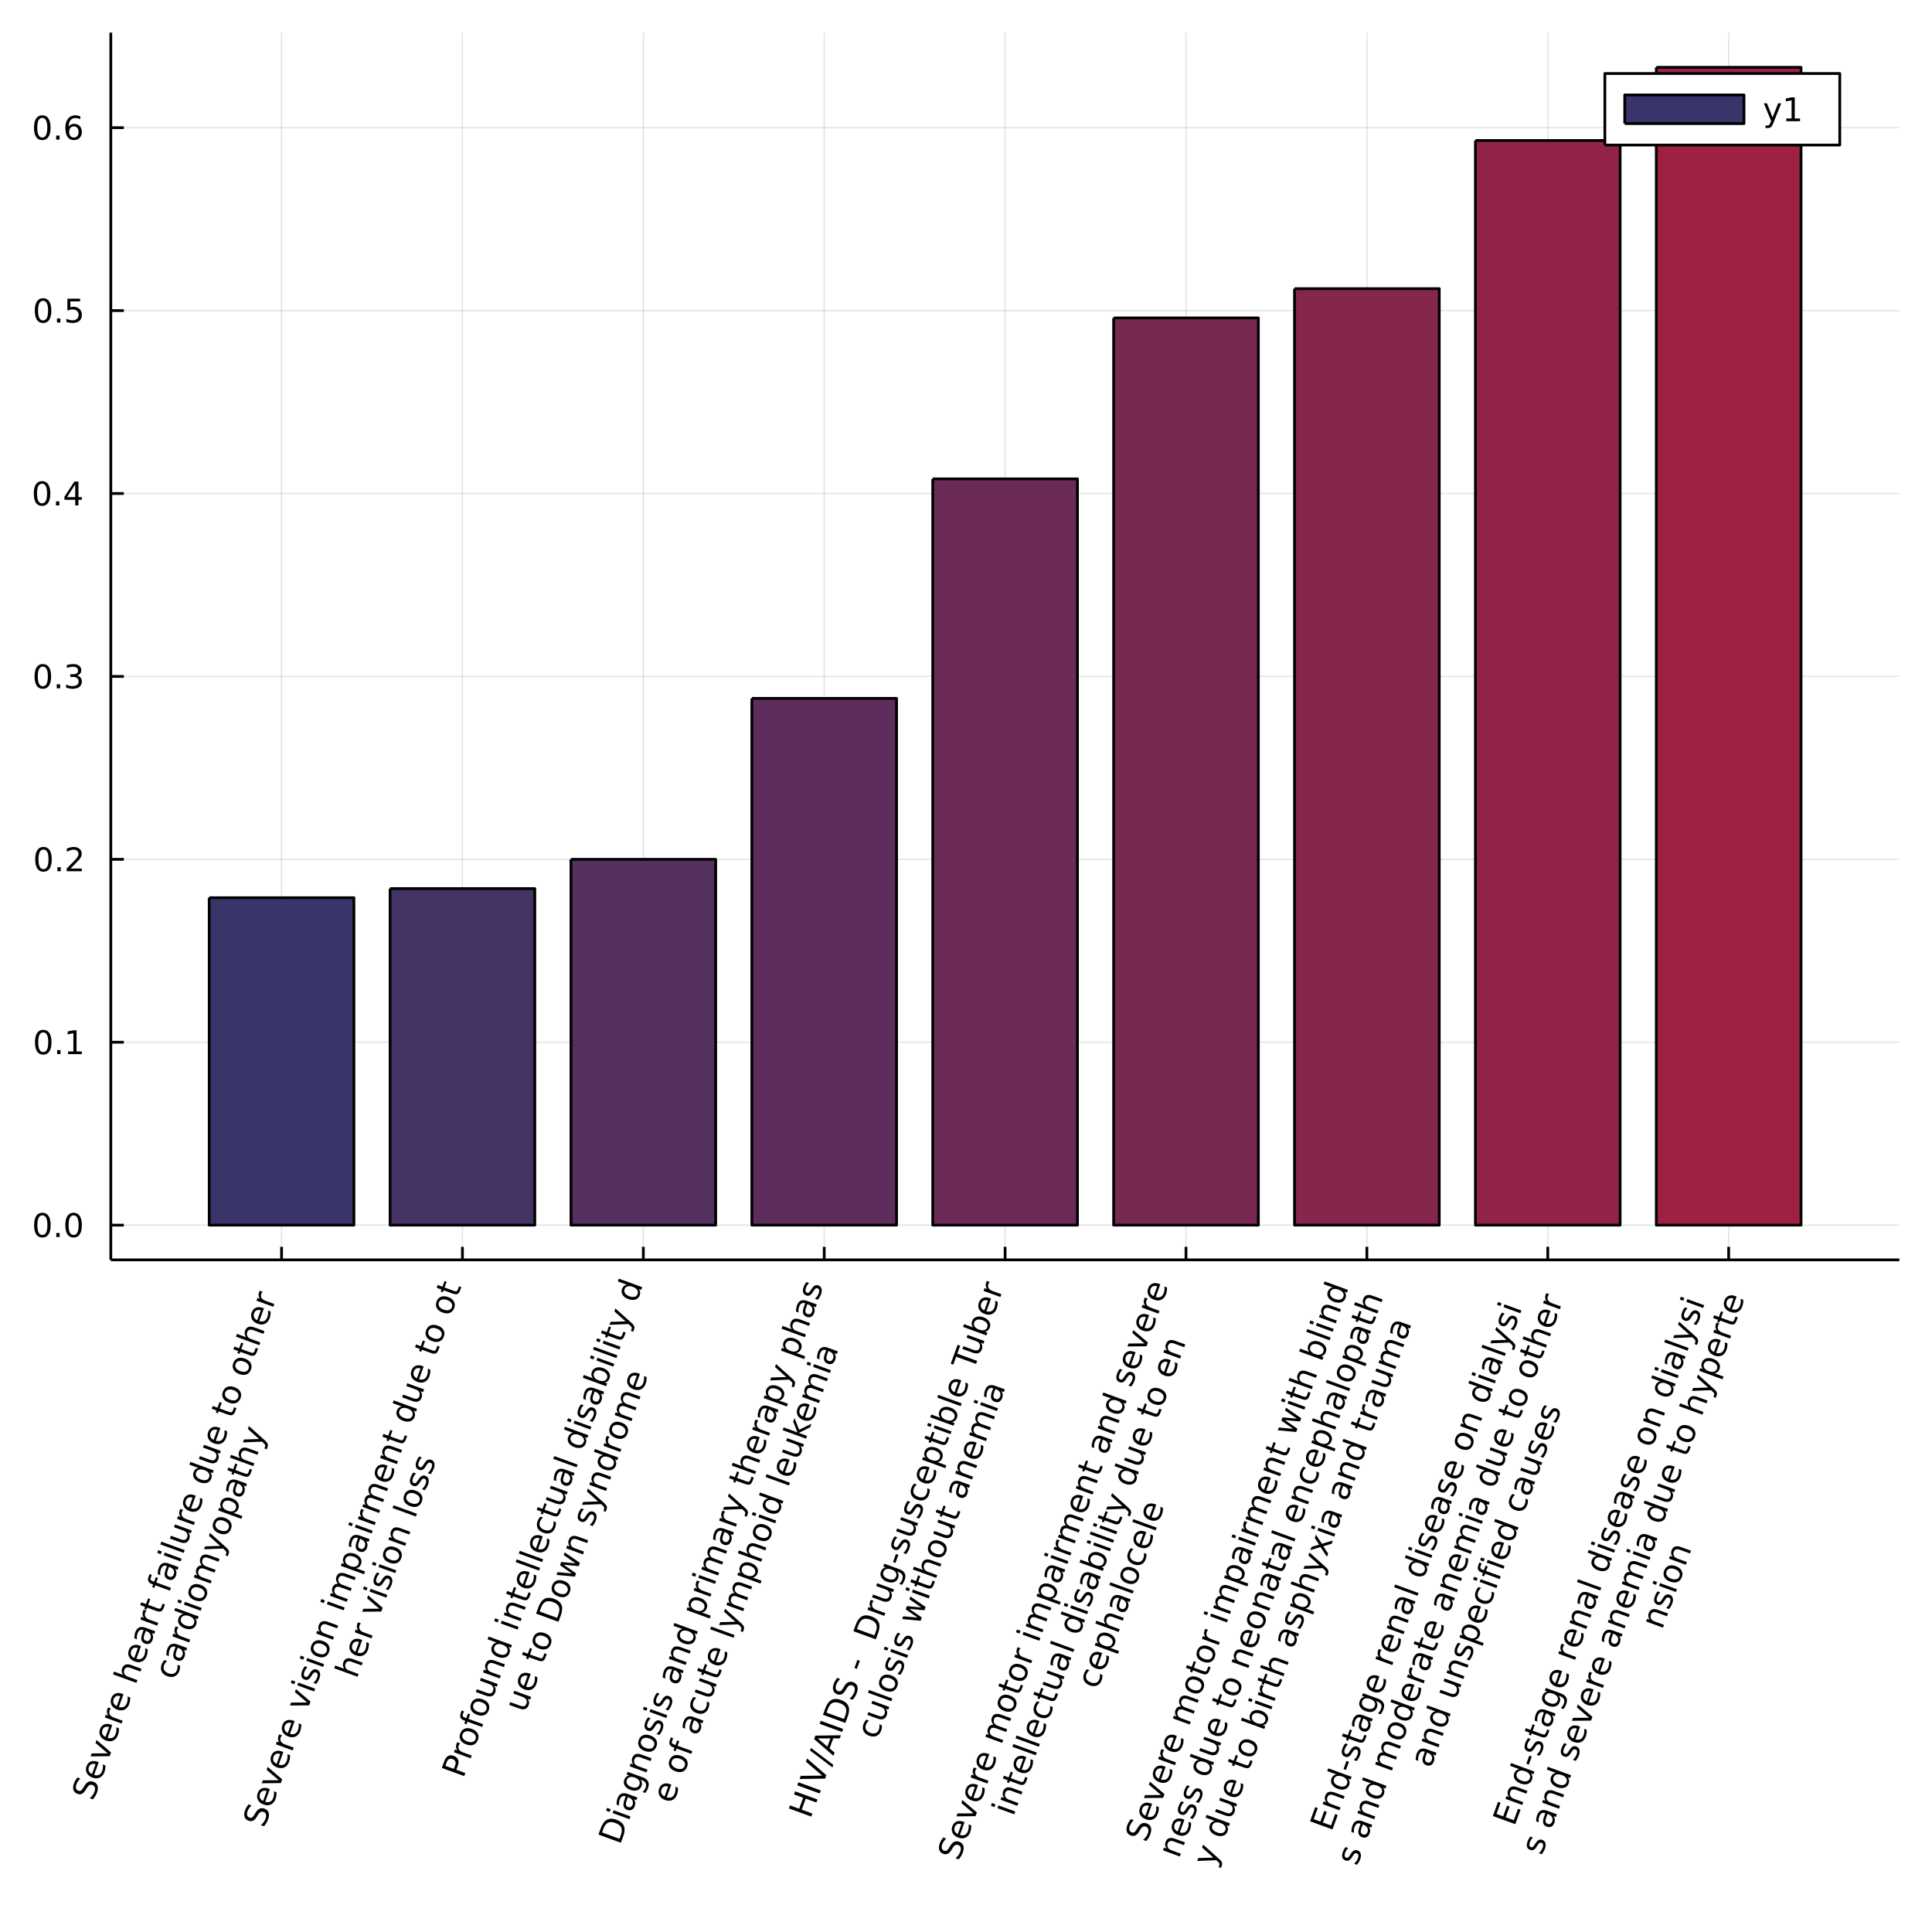 y1
0.6
0.5
0.4
0.3
0.2
0.1
0.0
Severe heart failure due to other
cardiomyopathy
Severe vision impairment due to ot
her vision loss
Profound intellectual disability d
ue to Down syndrome
Diagnosis and primary therapy phas
e of acute lymphoid leukemia
HIV/AIDS - Drug-susceptible Tuber
culosis without anemia
Severe motor impairment and severe
intellectual disability due to en
cephalocele
Severe motor impairment with blind
ness due to neonatal encephalopath
y due to birth asphyxia and trauma
End-stage renal disease on dialysi
s and moderate anemia due to other
and unspecified causes
End-stage renal disease on dialysi
s and severe anemia due to hyperte
nsion